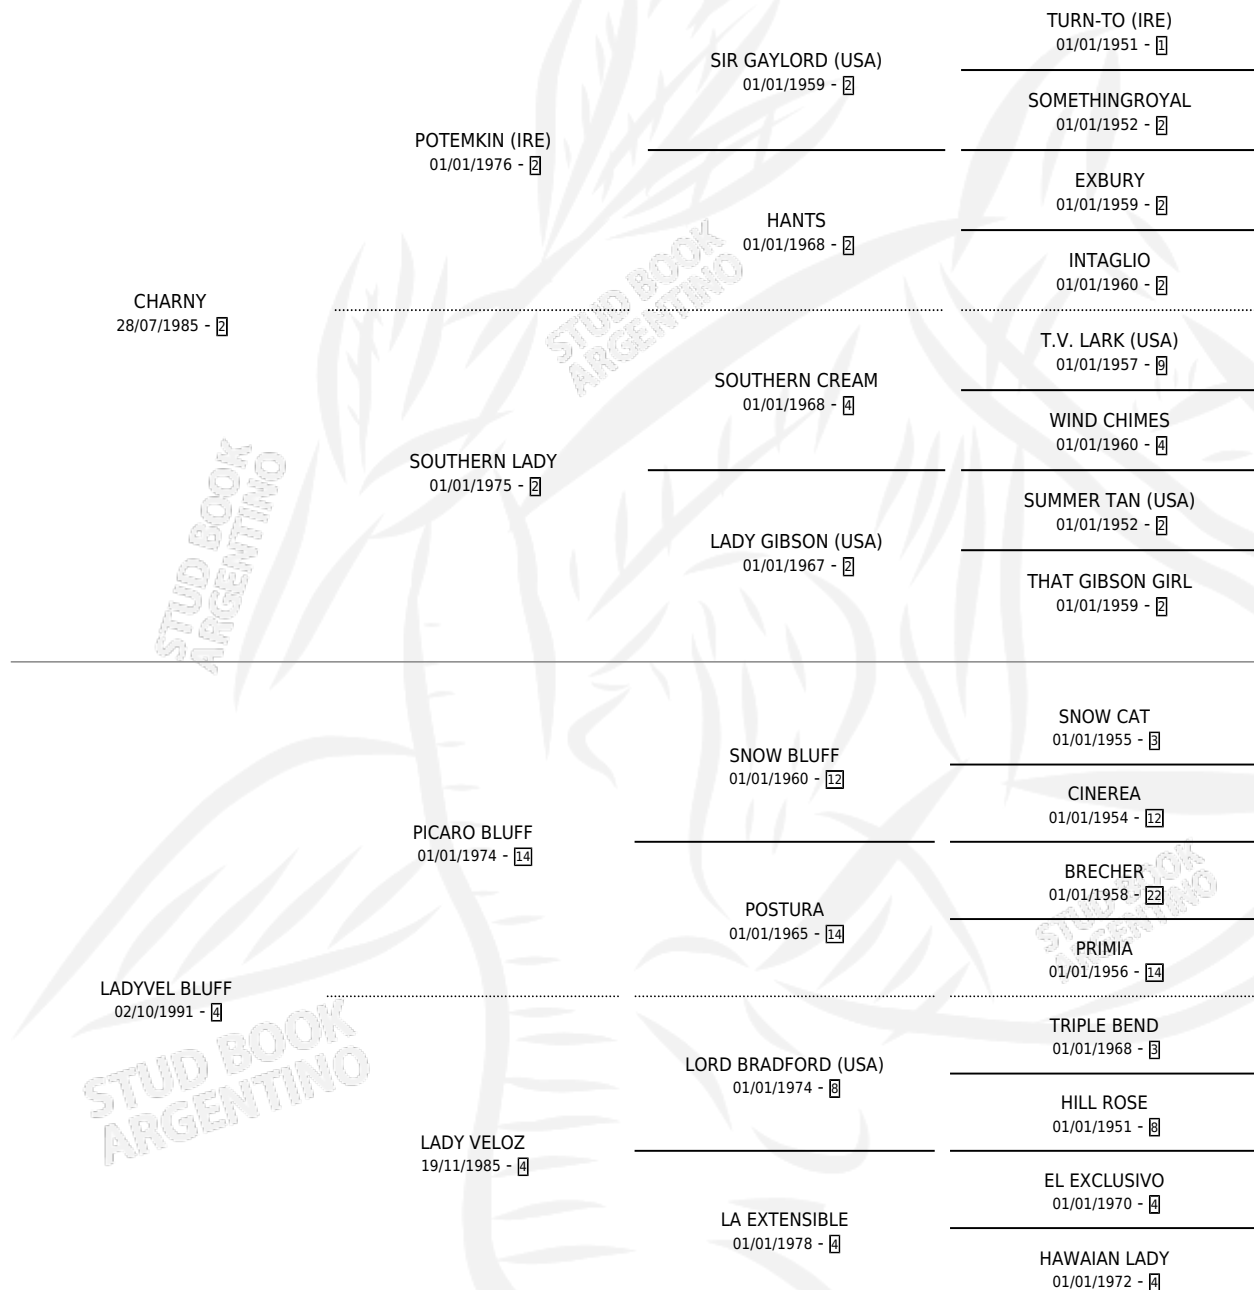 TURN-TO (IRE)
01/01/1951 - 1
SIR GAYLORD (USA)
01/01/1959 - 2
SOMETHINGROYAL
01/01/1952 - 2
POTEMKIN (IRE)
01/01/1976 - 2
EXBURY
01/01/1959 - 2
HANTS
01/01/1968 - 2
INTAGLIO
01/01/1960 - 2
CHARNY
28/07/1985 - 2
T.V. LARK (USA)
01/01/1957 - 9
SOUTHERN CREAM
01/01/1968 - 4
WIND CHIMES
01/01/1960 - 4
SOUTHERN LADY
01/01/1975 - 2
SUMMER TAN (USA)
01/01/1952 - 2
LADY GIBSON (USA)
01/01/1967 - 2
THAT GIBSON GIRL
01/01/1959 - 2
STUD BOOK
ARGENTINO
STUD BOOK
ARGENTINO
SNOW CAT
01/01/1955 - 3
SNOW BLUFF
01/01/1960 - 12
CINEREA
01/01/1954 - 12
PICARO BLUFF
01/01/1974 - 14
BRECHER
01/01/1958 - 22
POSTURA
01/01/1965 - 14
PRIMIA
01/01/1956 - 14
LADYVEL BLUFF
02/10/1991 - 4
TRIPLE BEND
01/01/1968 - 3
LORD BRADFORD (USA)
01/01/1974 - 8
HILL ROSE
01/01/1951 - 8
LADY VELOZ
19/11/1985 - 4
EL EXCLUSIVO
01/01/1970 - 4
LA EXTENSIBLE
01/01/1978 - 4
HAWAIAN LADY
01/01/1972 - 4
STUD BOOK
ARGENTINO
STUD BOOK
ARGENTINO